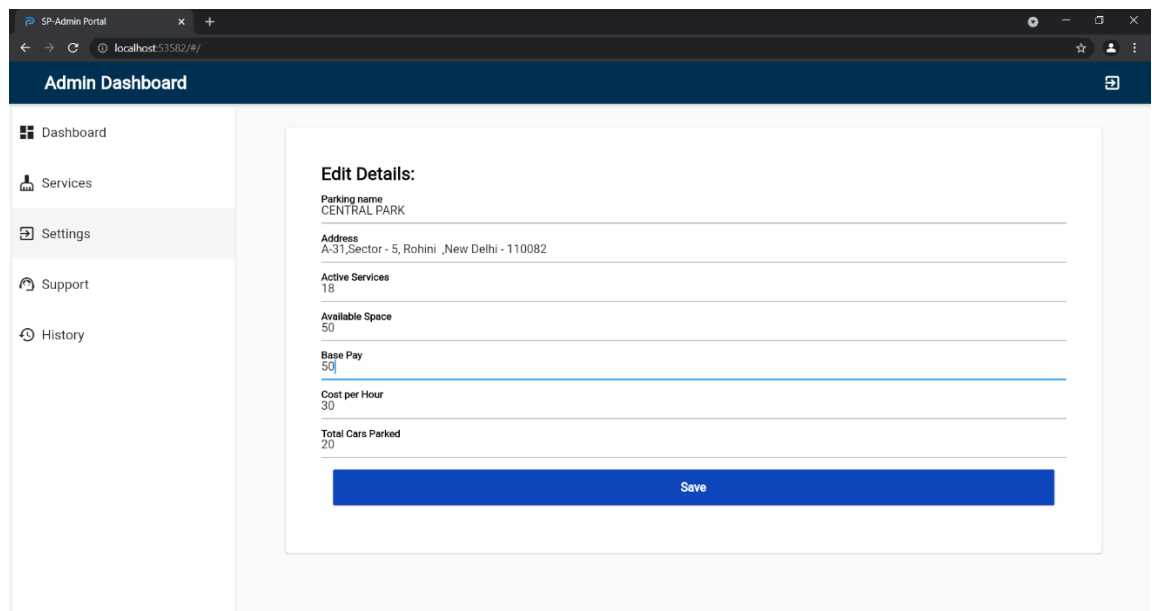 SP-Admin Portal
localhost:53582/#/
Admin Dashboard
Dashboard
Services
Settings
Support
History
Edit Details:
Parking name
CENTRAL PARK
Address
A-31,Sector - 5, Rohini ,New Delhi - 110082
Active Services
18
Available Space
50
Base Pay
50
Cost per Hour
30
Total Cars Parked
20
Save